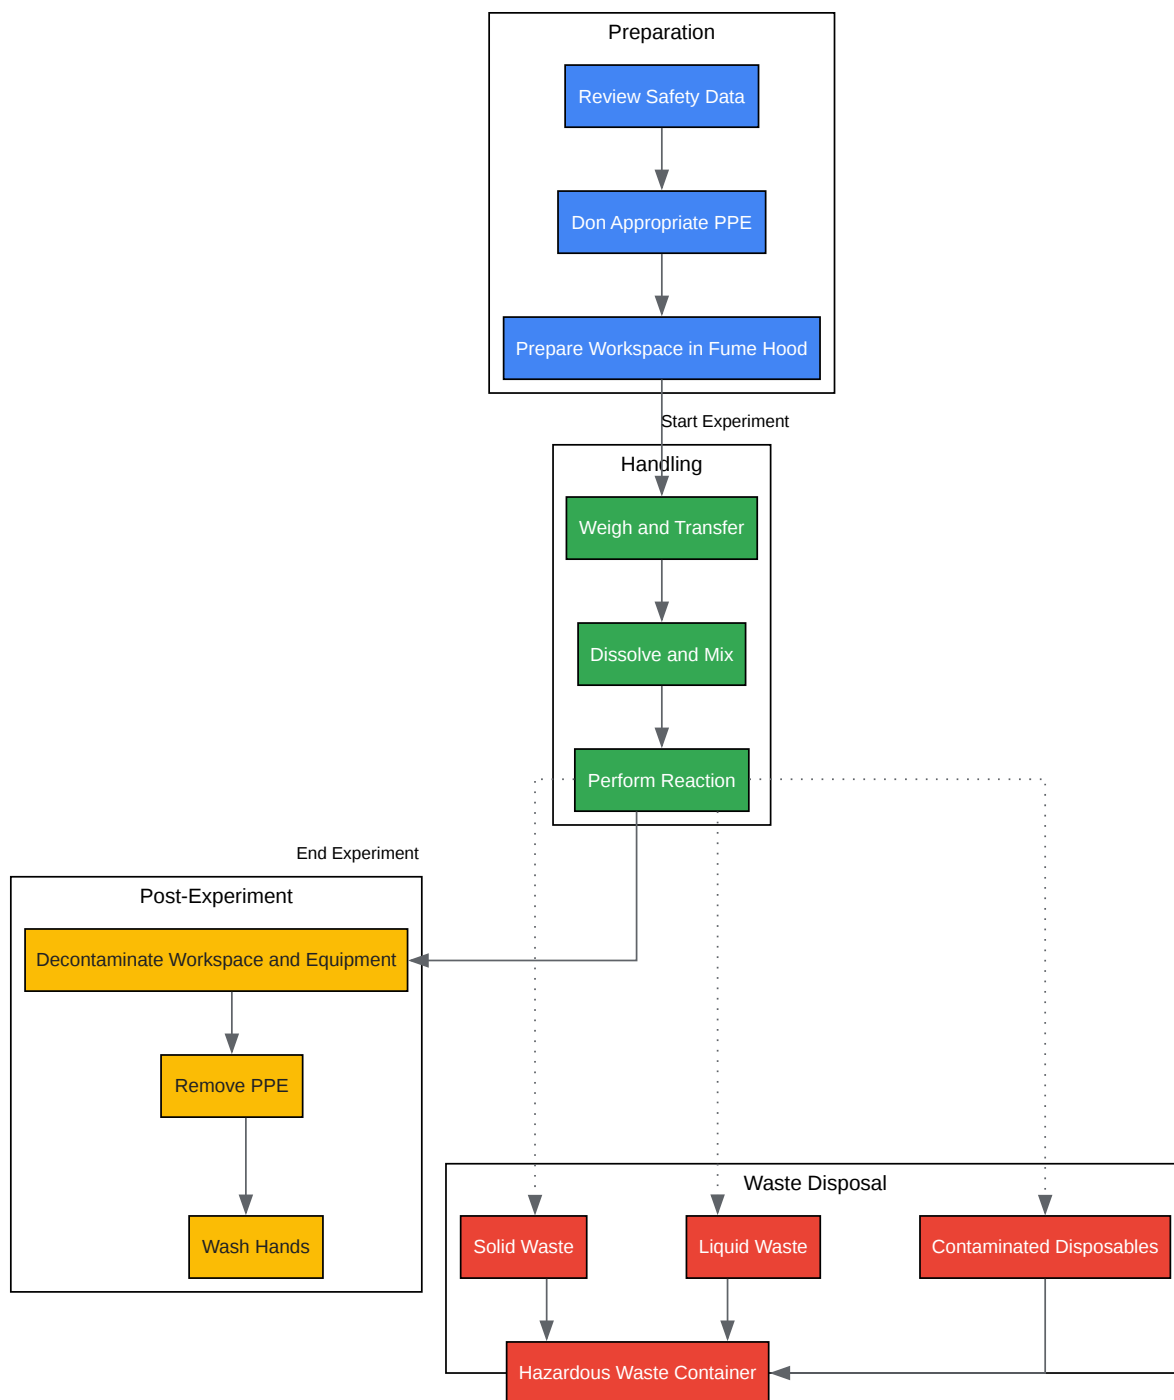 Preparation
Review Safety Data
Don Appropriate PPE
Prepare Workspace in Fume Hood
Start Experiment
Handling
Weigh and Transfer
Dissolve and Mix
Perform Reaction
End Experiment
Post-Experiment
Decontaminate Workspace and Equipment
Remove PPE
Wash Hands
Waste Disposal
Solid Waste
Liquid Waste
Contaminated Disposables
Hazardous Waste Container